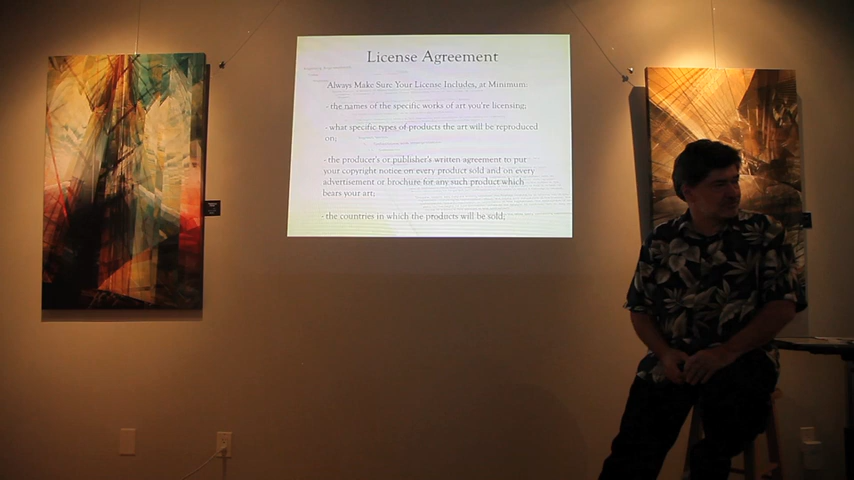 License Agreement
Always Make Sure Your License Includes, at Minimum:
- the names of the specific works of art you're licensing;
- what specific types of products the art will be reproduced
on;
- the producer's or publisher's written agreement to put
your copyright notice on every product sold and on every
advertisement or brochure for any such product which
bears your art;
- the countries in which the products will be sold;